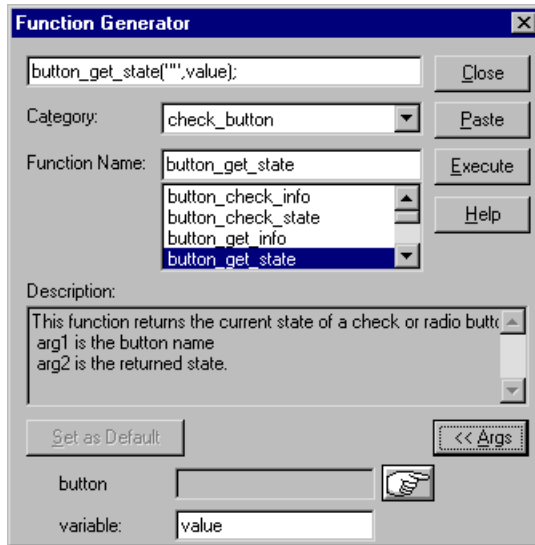 Function Generator
button_get_state("",value);
Close
Category:
check_button
Paste
Function Name:
button_get_state
Execute
button_check_info
button_check_state
button_get_info
button_get_state
Help
Description:
This function returns the current state of a check or radio butto
arg1 is the button name
arg2 is the returned state.
Set as Default
<< Args
button
variable:
value